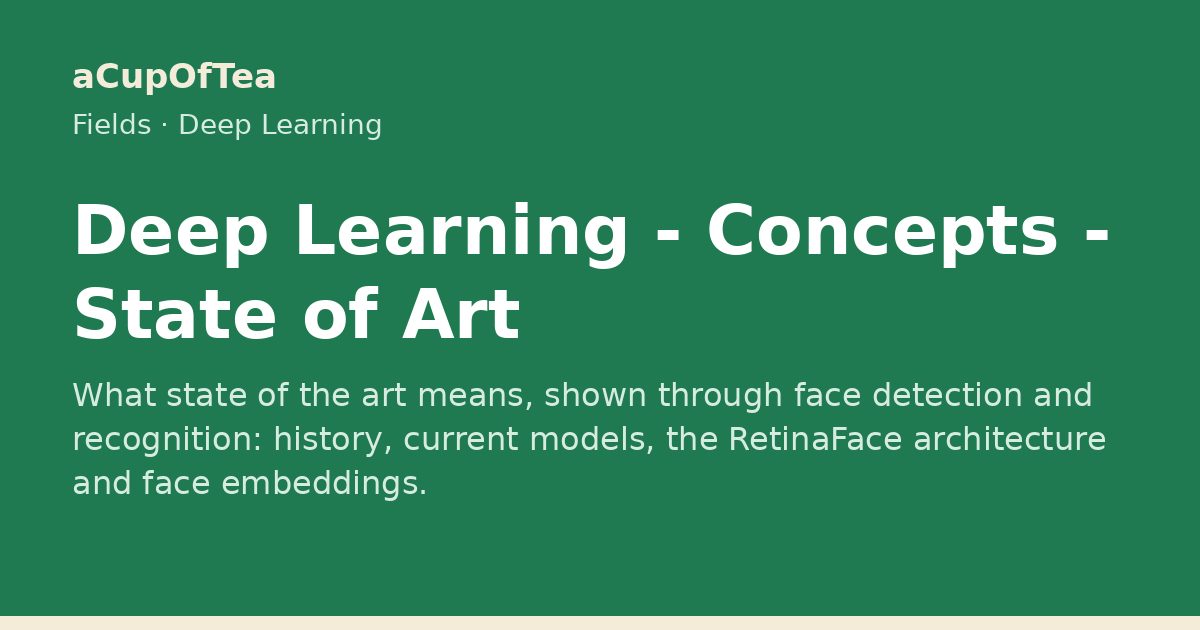 aCupOfTea
Fields · Deep Learning
Deep Learning - Concepts -
State of Art
What state of the art means, shown through face detection and
recognition: history, current models, the RetinaFace architecture
and face embeddings.